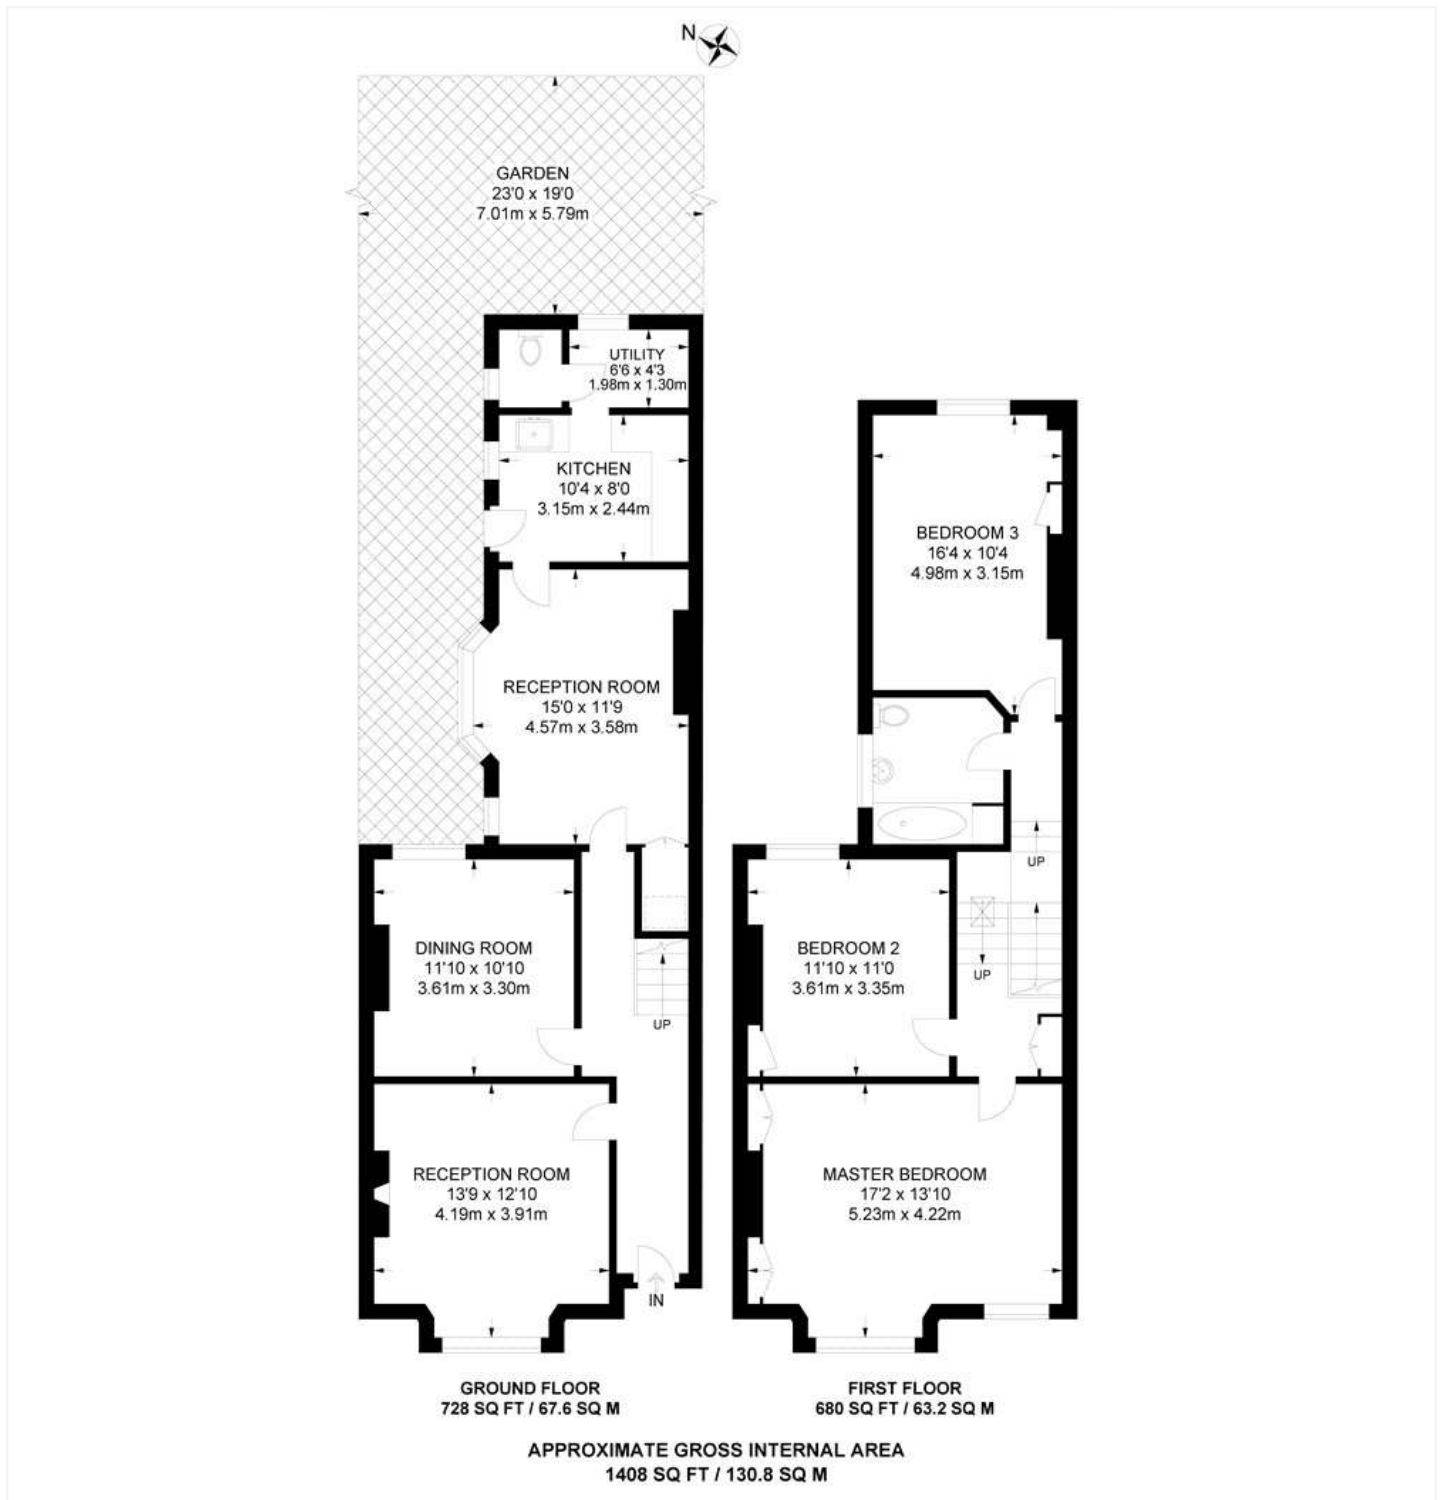 N
GARDEN
23'0 x 19'0
7.01m x 5.79m
UTILITY
6'6 x 4'3
1.98m x 1.30m
KITCHEN
10'4 x 8'0
3.15m x 2.44m
RECEPTION ROOM
15'0 x 11'9
4.57m x 3.58m
DINING ROOM
11'10 x 10'10
3.61m x 3.30m
UP
RECEPTION ROOM
13'9 x 12'10
4.19m x 3.91m
IN
GROUND FLOOR
728 SQ FT / 67.6 SQ M
BEDROOM 3
16'4 x 10'4
4.98m x 3.15m
UP
BEDROOM 2
11'10 x 11'0
3.61m x 3.35m
UP
MASTER BEDROOM
17'2 x 13'10
5.23m x 4.22m
FIRST FLOOR
680 SQ FT / 63.2 SQ M
APPROXIMATE GROSS INTERNAL AREA
1408 SQ FT / 130.8 SQ M